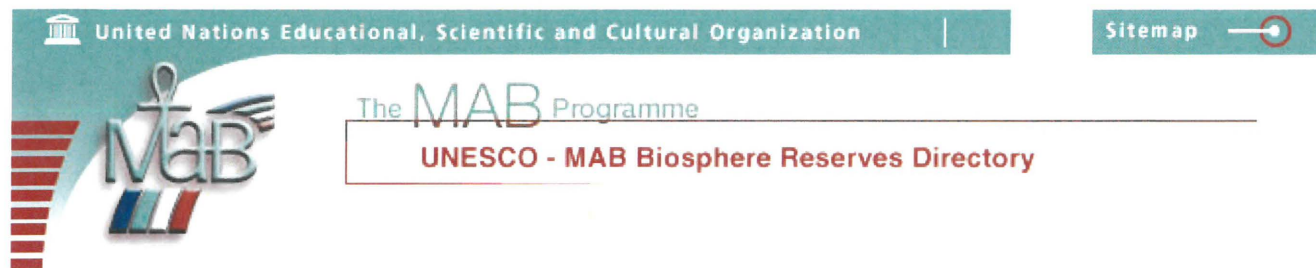 United Nations Educational, Scientific and Cultural Organization
Sitemap
MaB
The MAB Programme
UNESCO - MAB Biosphere Reserves Directory